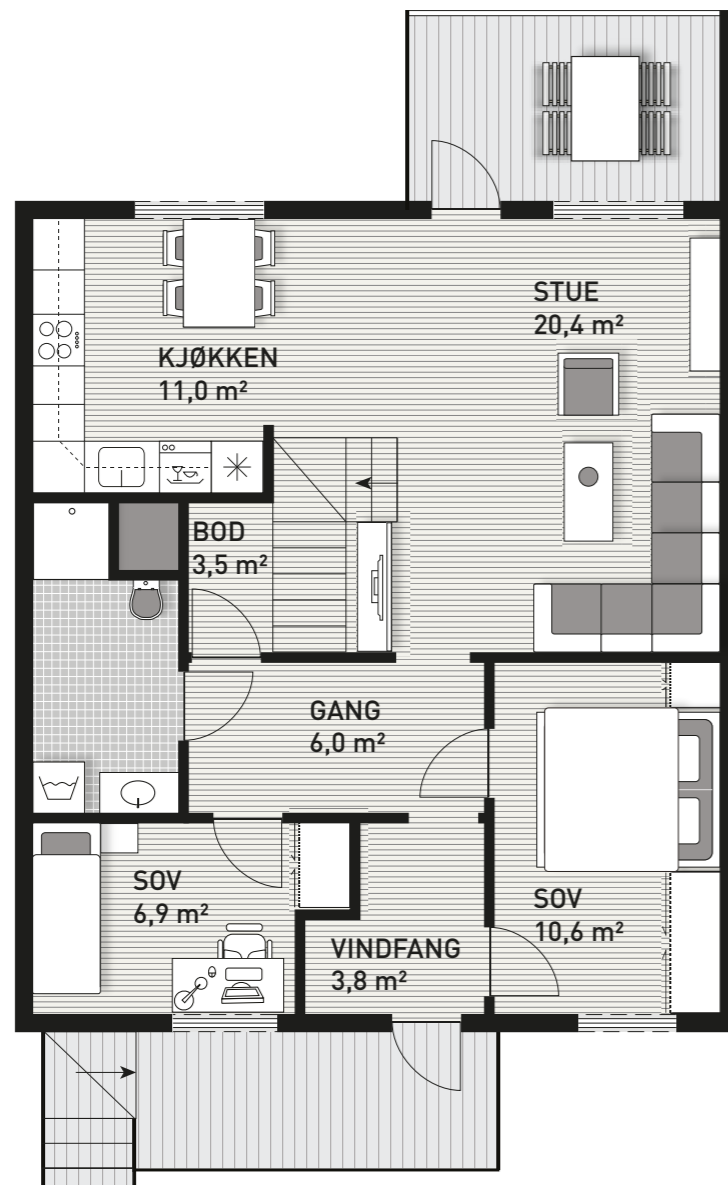 STUE
20,4 m²
KJØKKEN
11,0 m²
BOD
3,5 m²
GANG
6,0 m²
SOV
6,9 m²
SOV
10,6 m²
VINDFANG
3,8 m²